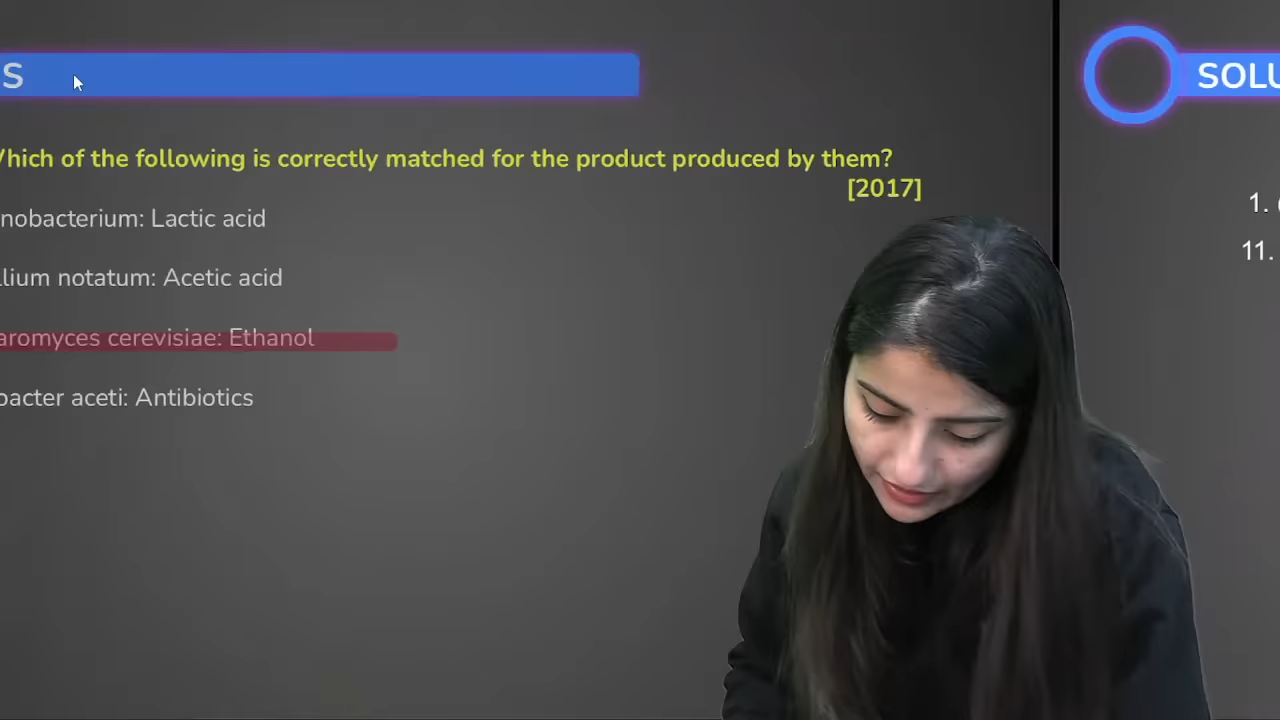 S
SOLU
Which of the following is correctly matched for the product produced by them?
[2017]
nobacterium: Lactic acid
llium notatum: Acetic acid
aromyces cerevisiae: Ethanol
bacter aceti: Antibiotics
1.
11.